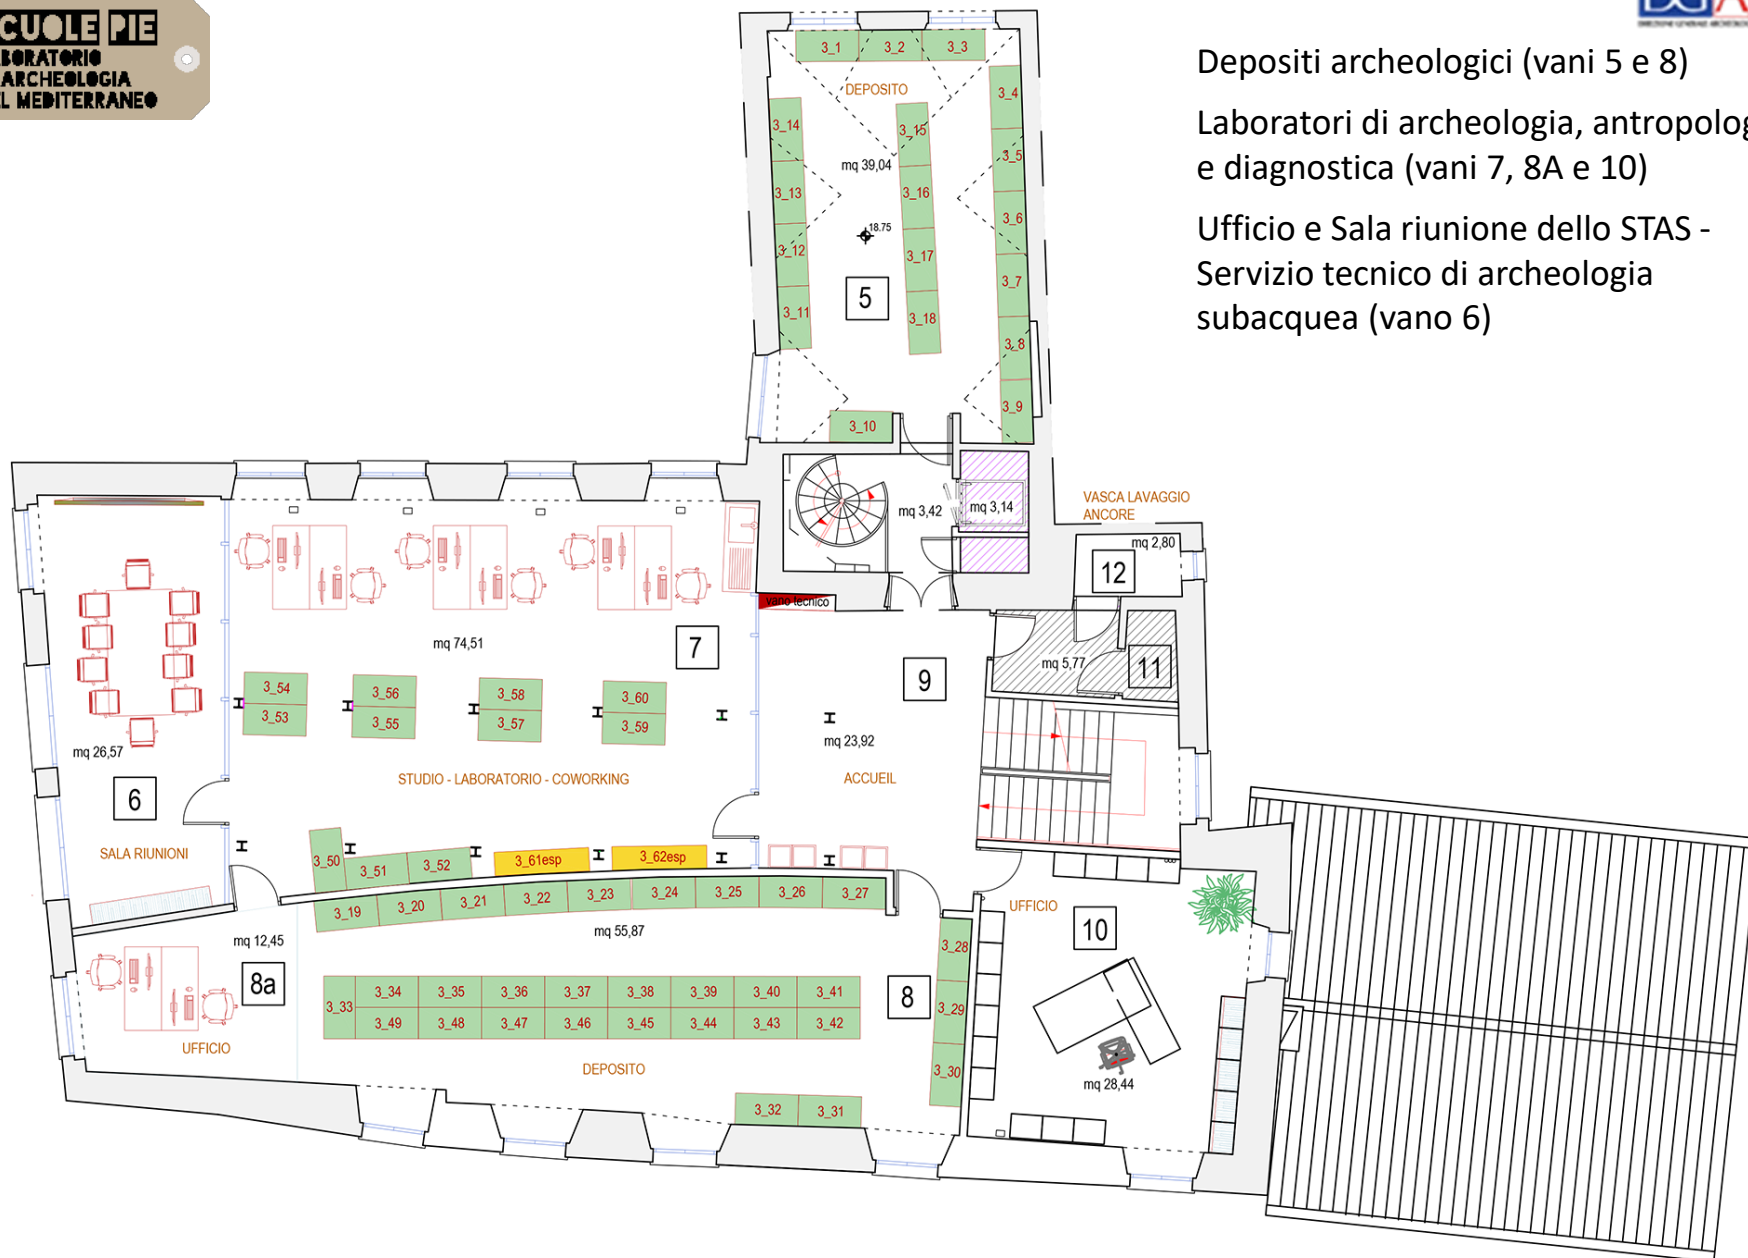 CUOLE PIE
BORATORIO
ARCHEOLOGIA
L MEDITERRANEO
Depositi archeologici (vani 5 e 8)
Laboratori di archeologia, antropolog
e diagnostica (vani 7, 8A e 10)
Ufficio e Sala riunione dello STAS -
Servizio tecnico di archeologia
subacquea (vano 6)
3_1 3_2 3_3
DEPOSITO
3_4
3_14 3_15
3_5
mq 39,04
3_13 3_16
3_6
18.75
3_12 3_17
3_7
5
3_11 3_18
3_8
3_9
3_10
mq 3,42 mq 3,14
VASCA LAVAGGIO
ANCORE
mq 2,80
12
vano tecnico
mq 74,51
7
mq 5,77
11
9
3_54 3_56 3_58 3_60
3_53 3_55 3_57 3_59
mq 26,57
mq 23,92
STUDIO - LABORATORIO - COWORKING
ACCUEIL
6
SALA RIUNIONI
3_50 3_51 3_52 3_61esp 3_62esp
3_19 3_20 3_21 3_22 3_23 3_24 3_25 3_26 3_27
UFFICIO
10
mq 12,45
mq 55,87
3_28
8a
8
3_33 3_34 3_35 3_36 3_37 3_38 3_39 3_40 3_41
3_29
3_49 3_48 3_47 3_46 3_45 3_44 3_43 3_42
UFFICIO
DEPOSITO
3_30
mq 28,44
3_32 3_31